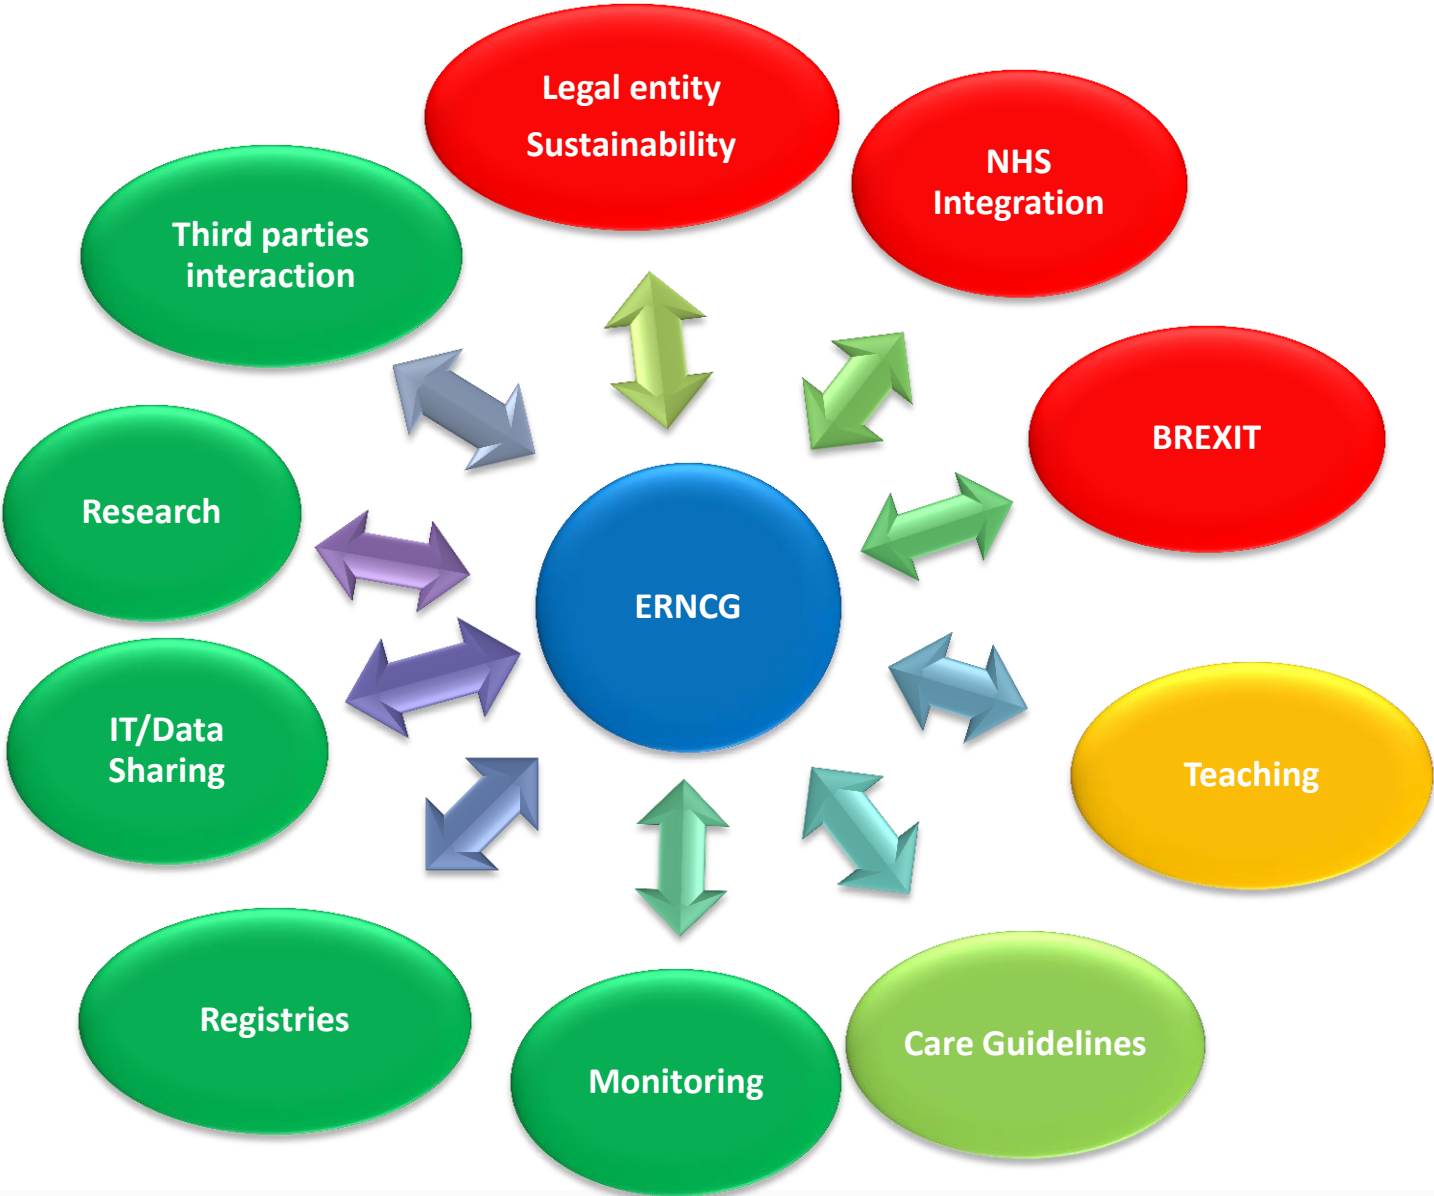 Legal entity
Sustainability
NHS
Integration
Third parties
interaction
BREXIT
Research
ERNCG
IT/Data
Sharing
Teaching
Registries
Care Guidelines
Monitoring